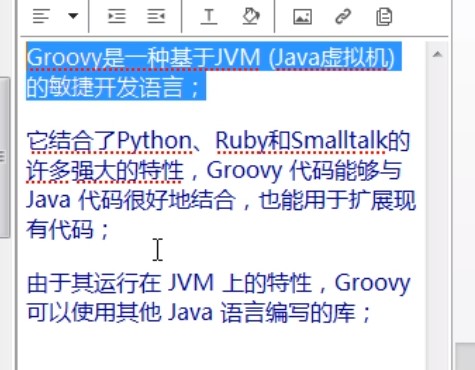 Groovy是一种基于JVM (Java虚拟机)
的敏捷开发语言；
它结合了Python、Ruby和Smalltalk的
许多强大的特性，Groovy 代码能够与
Java 代码很好地结合，也能用于扩展现
有代码；
由于其运行在 JVM 上的特性，Groovy
可以使用其他 Java 语言编写的库；